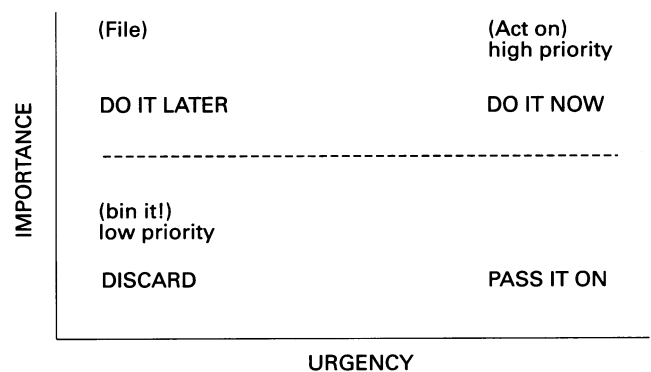 (File)
(Act on)
high priority
DO IT LATER
DO IT NOW
IMPORTANCE
(bin it!)
low priority
DISCARD
PASS IT ON
URGENCY